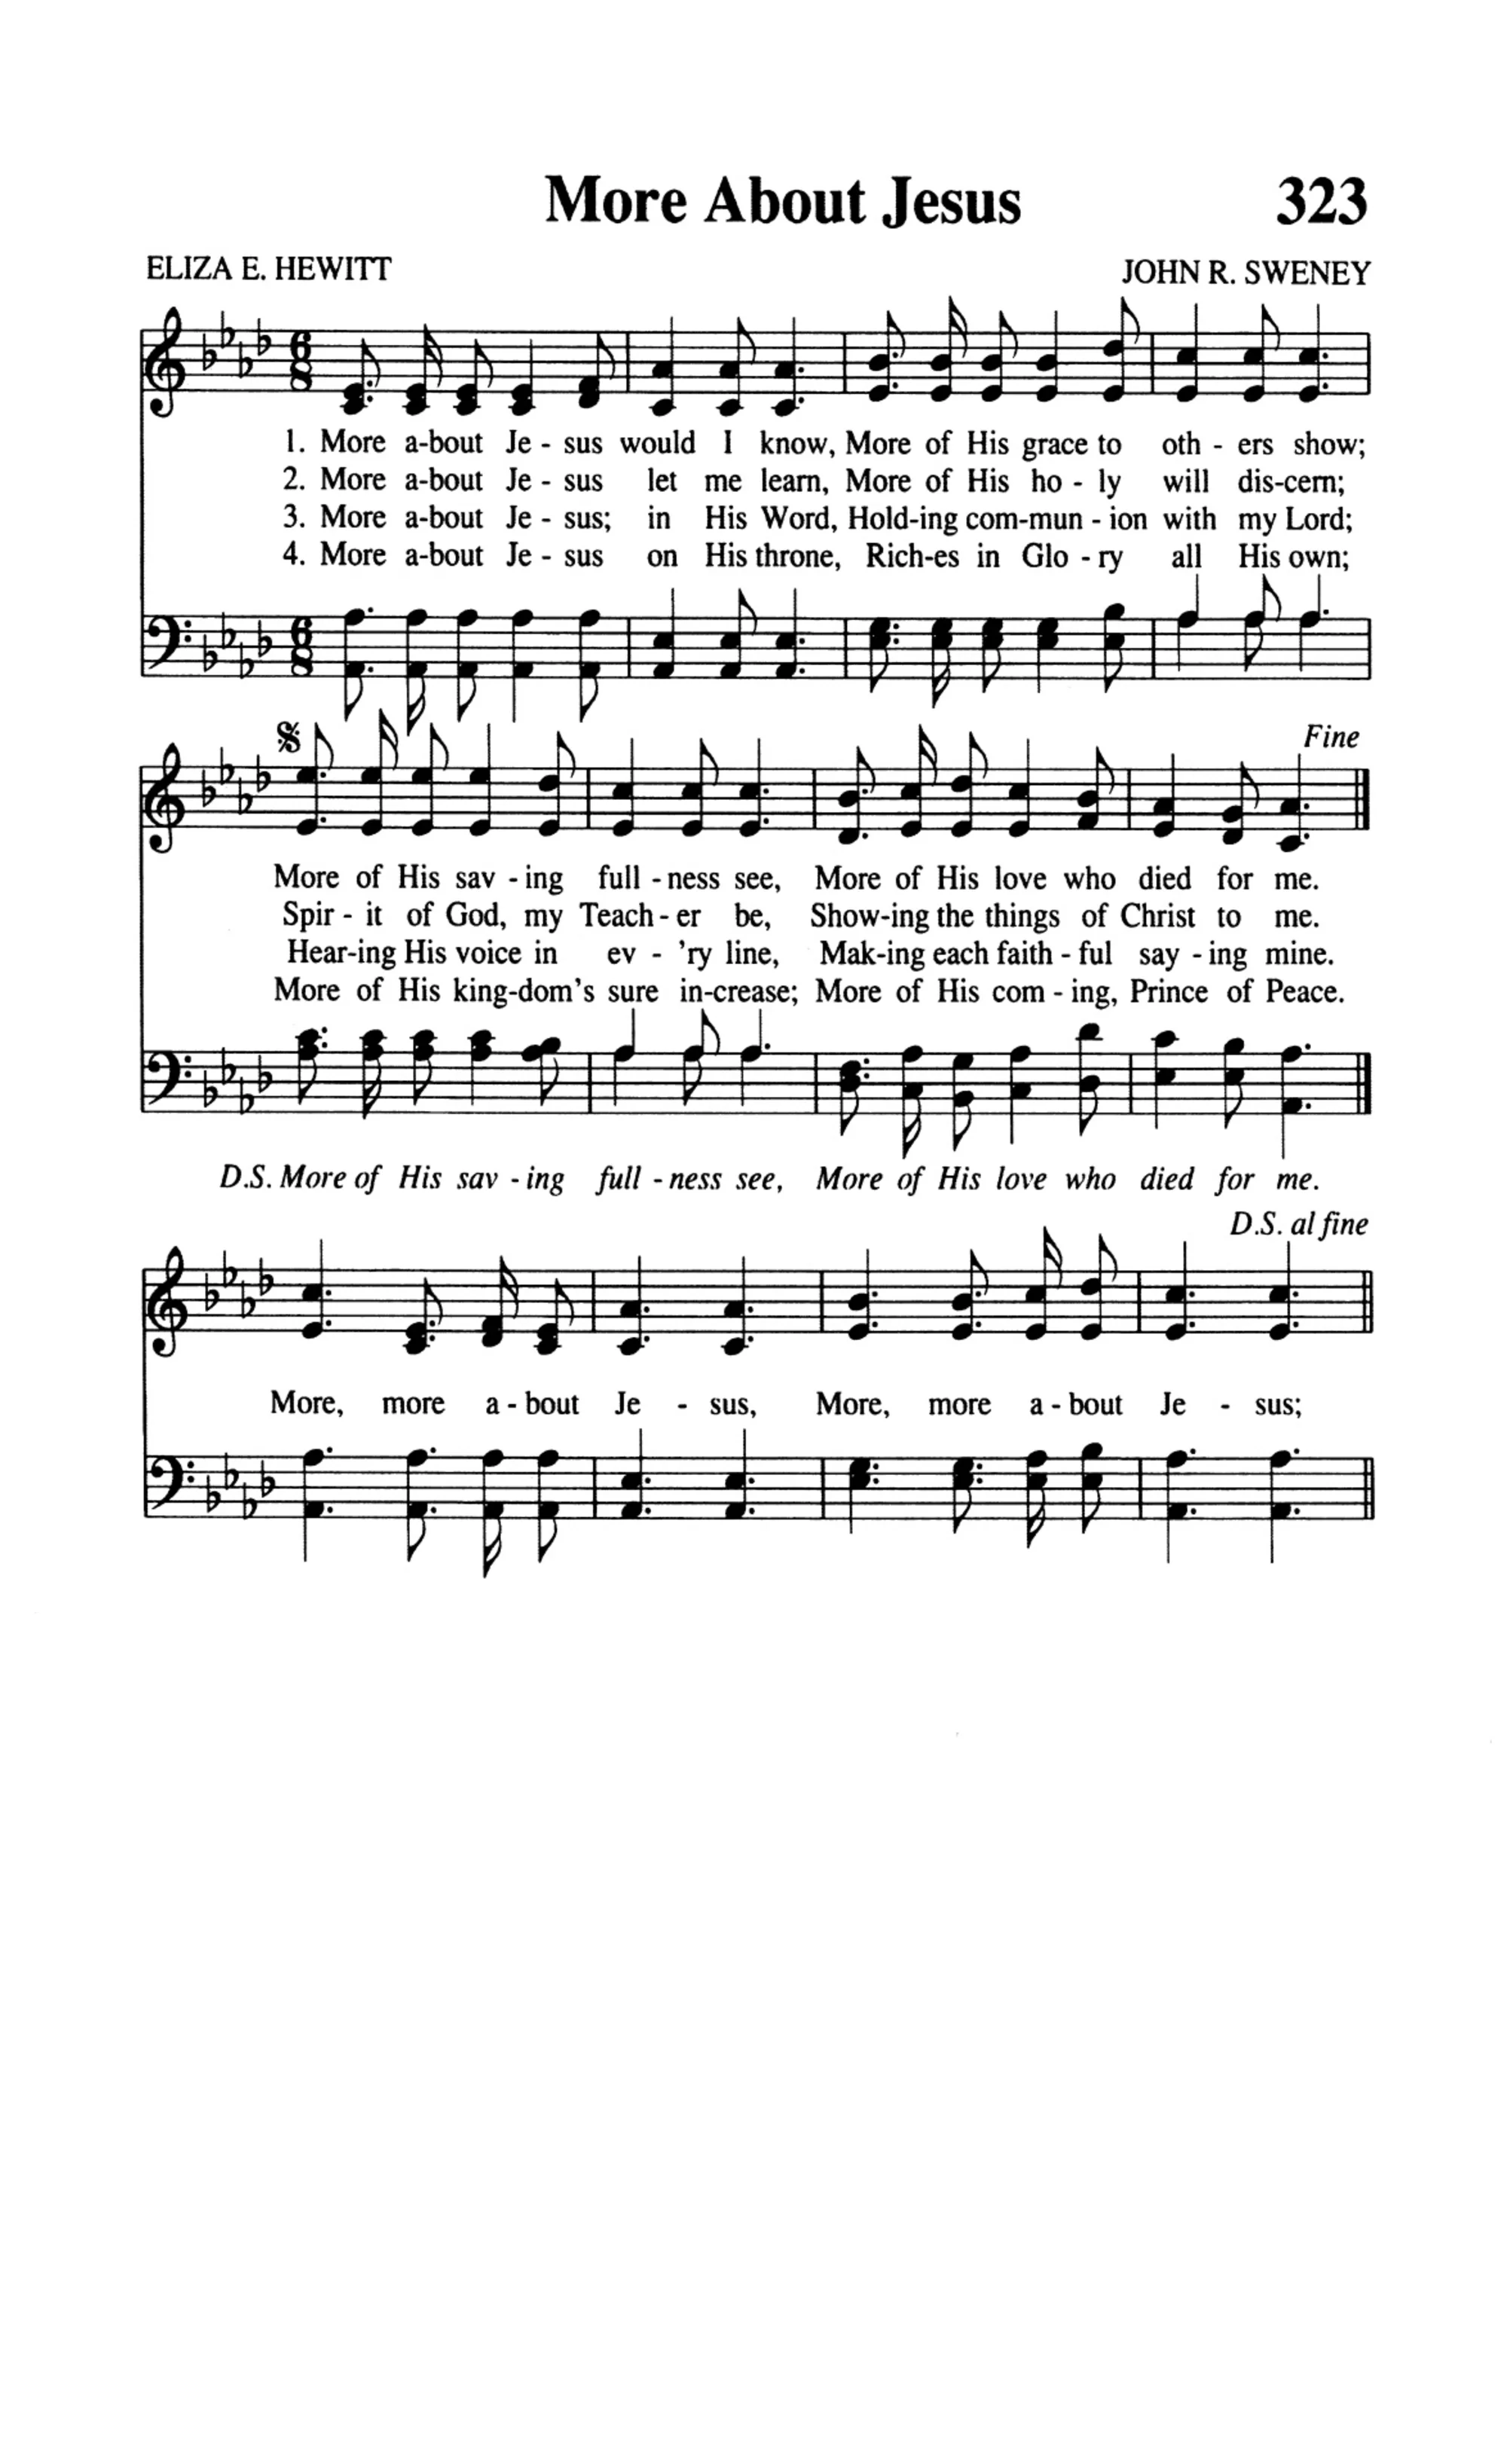 More About Jesus 323
ELIZA E. HEWITT JOHN R. SWENEY
6 8
1. More a-bout Je - sus would I know, More of His grace to oth - ers show;
2. More a-bout Je - sus let me learn, More of His ho - ly will dis-cern;
3. More a-bout Je - sus; in His Word, Hold-ing com-mun - ion with my Lord;
4. More a-bout Je - sus on His throne, Rich-es in Glo - ry all His own;
6 8
Fine
More of His sav - ing full - ness see, More of His love who died for me.
Spir - it of God, my Teach - er be, Show-ing the things of Christ to me.
Hear-ing His voice in ev - 'ry line, Mak-ing each faith - ful say - ing mine.
More of His king-dom's sure in-crease; More of His com - ing, Prince of Peace.
D.S. More of His sav - ing full - ness see, More of His love who died for me.
D.S. al fine
More, more a - bout Je - sus, More, more a - bout Je - sus;